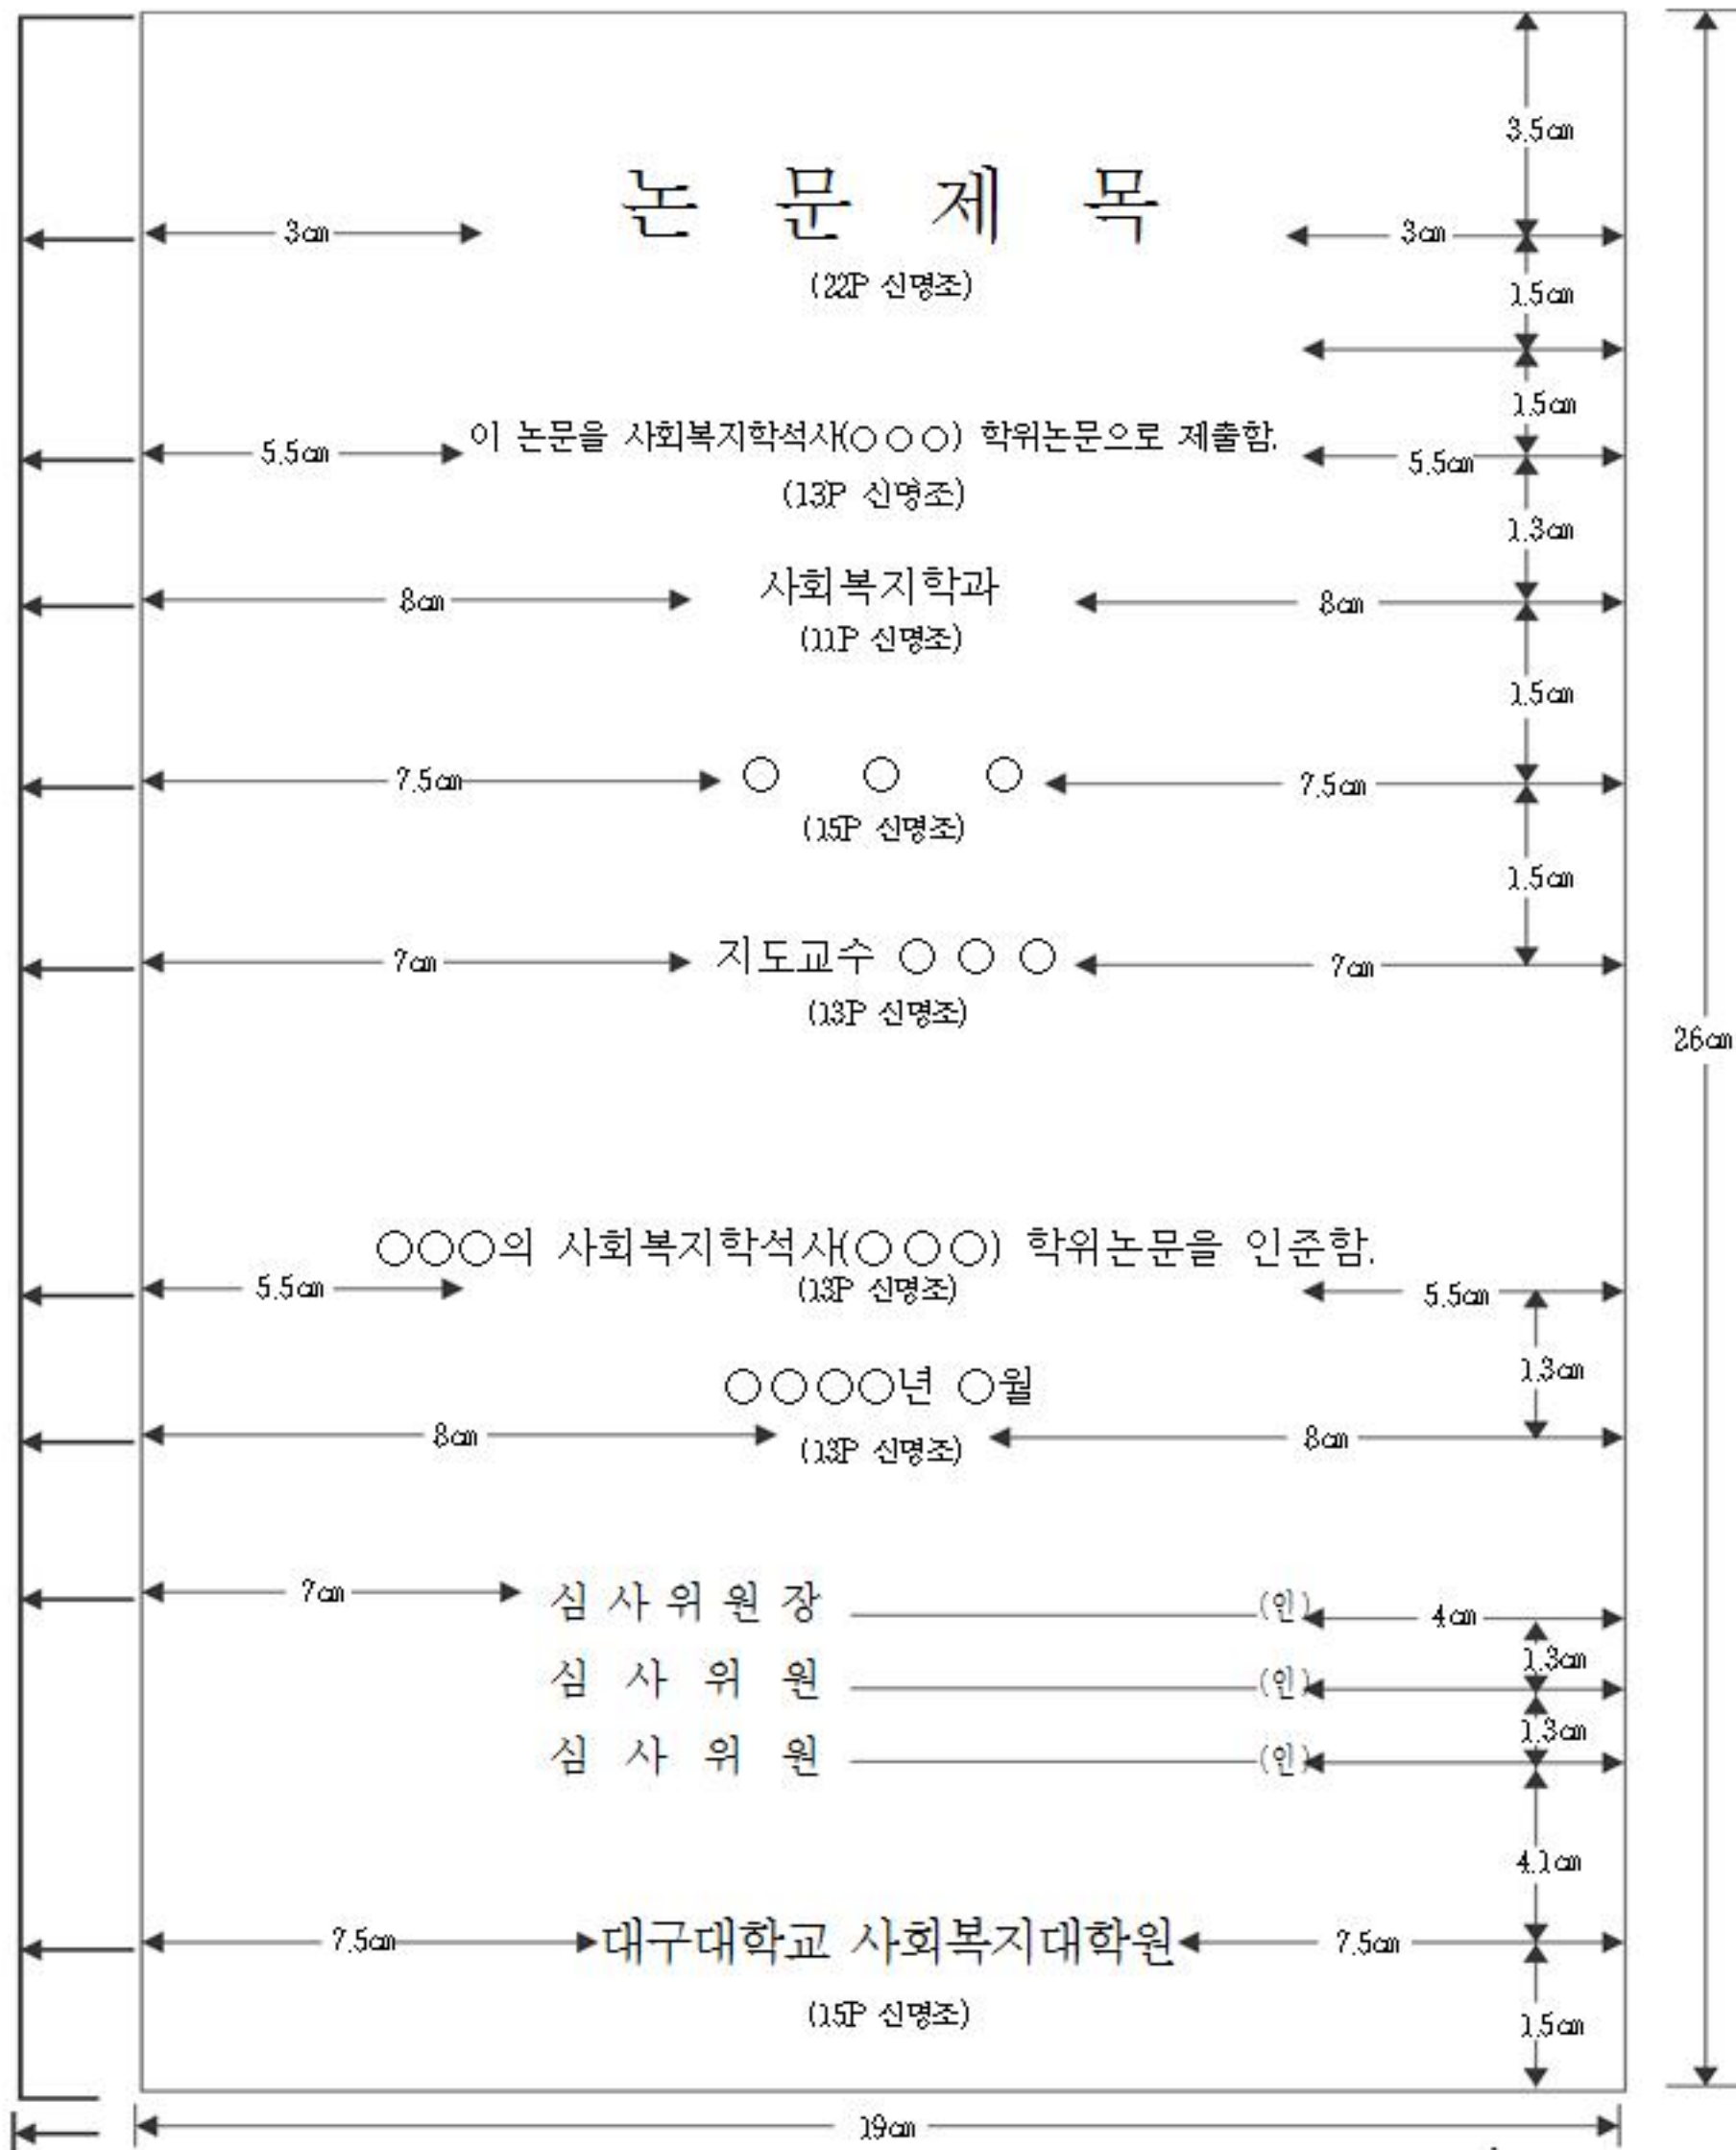 3.5㎝
논 문 제 목
3㎝ 3㎝
(22P 신명조)
1.5㎝
1.5㎝
이 논문을 사회복지학석사(○○○) 학위논문으로 제출함.
5.5㎝ 5.5㎝
(13P 신명조)
1.3㎝
사회복지학과
8㎝ 8㎝
(11P 신명조)
1.5㎝
7.5㎝ ○ ○ ○ 7.5㎝
(15P 신명조)
1.5㎝
7㎝ 지도교수 ○ ○ ○ 7㎝
(13P 신명조)
26㎝
○○○의 사회복지학석사(○○○) 학위논문을 인준함.
5.5㎝ (13P 신명조) 5.5㎝
1.3㎝
○○○○년 ○월
8㎝ (13P 신명조) 8㎝
7㎝ 심 사 위 원 장 (인) 4㎝
1.3㎝
심 사 위 원 (인)
1.3㎝
심 사 위 원 (인)
4.1㎝
7.5㎝ 대구대학교 사회복지대학원 7.5㎝
(15P 신명조)
1.5㎝
19㎝